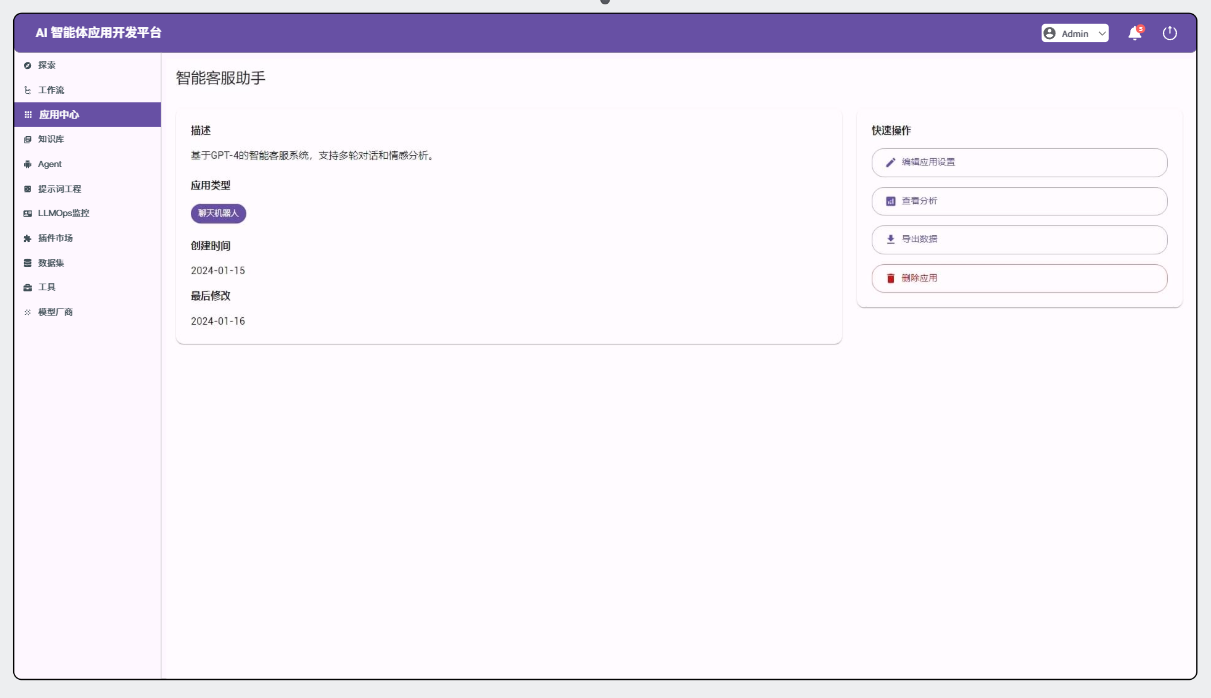 AI 智能体应用开发平台
Admin
5
探索
工作流
应用中心
知识库
Agent
提示词工程
LLMOps监控
插件市场
数据集
工具
模型厂商
智能客服助手
描述
基于GPT-4的智能客服系统，支持多轮对话和情感分析。
应用类型
聊天机器人
创建时间
2024-01-15
最后修改
2024-01-16
快速操作
编辑应用设置
查看分析
导出数据
删除应用